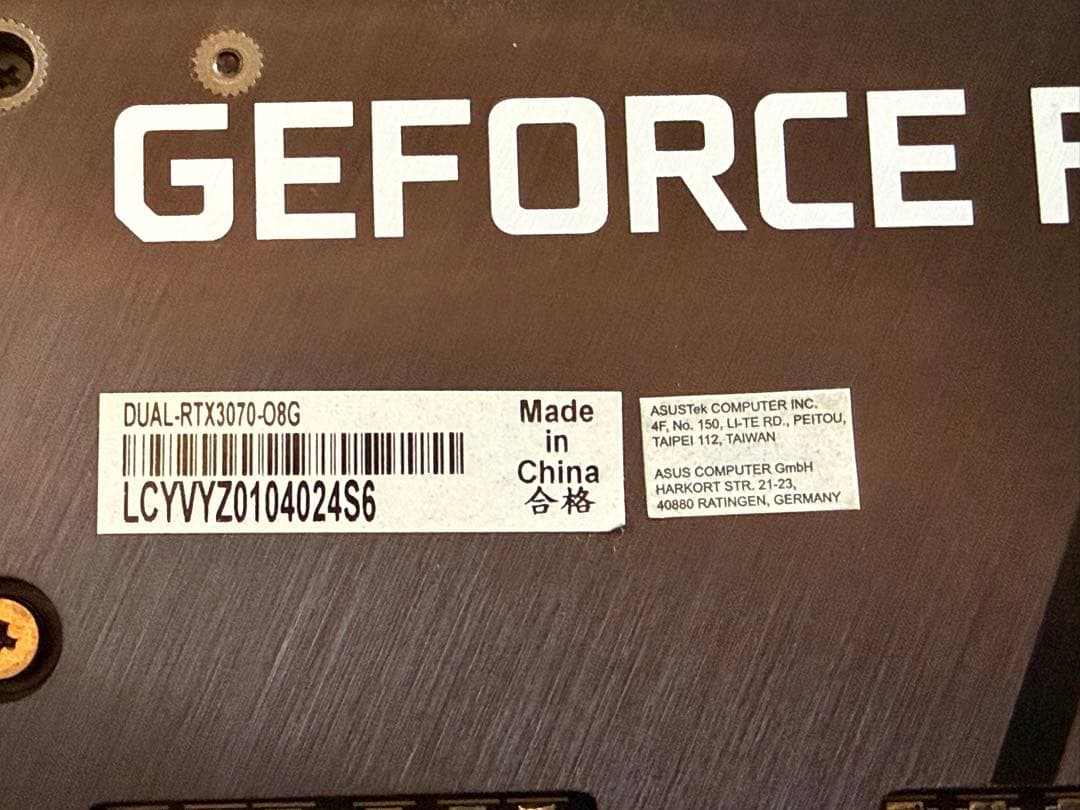 GEFORCE R
DUAL-RTX3070-O8G
LCYVYZ0104024S6
Made
in
China
合格
ASUSTek COMPUTER INC.
4F, No. 150, LI-TE RD., PEITOU,
TAIPEI 112, TAIWAN
ASUS COMPUTER GmbH
HARKORT STR. 21-23,
40880 RATINGEN, GERMANY